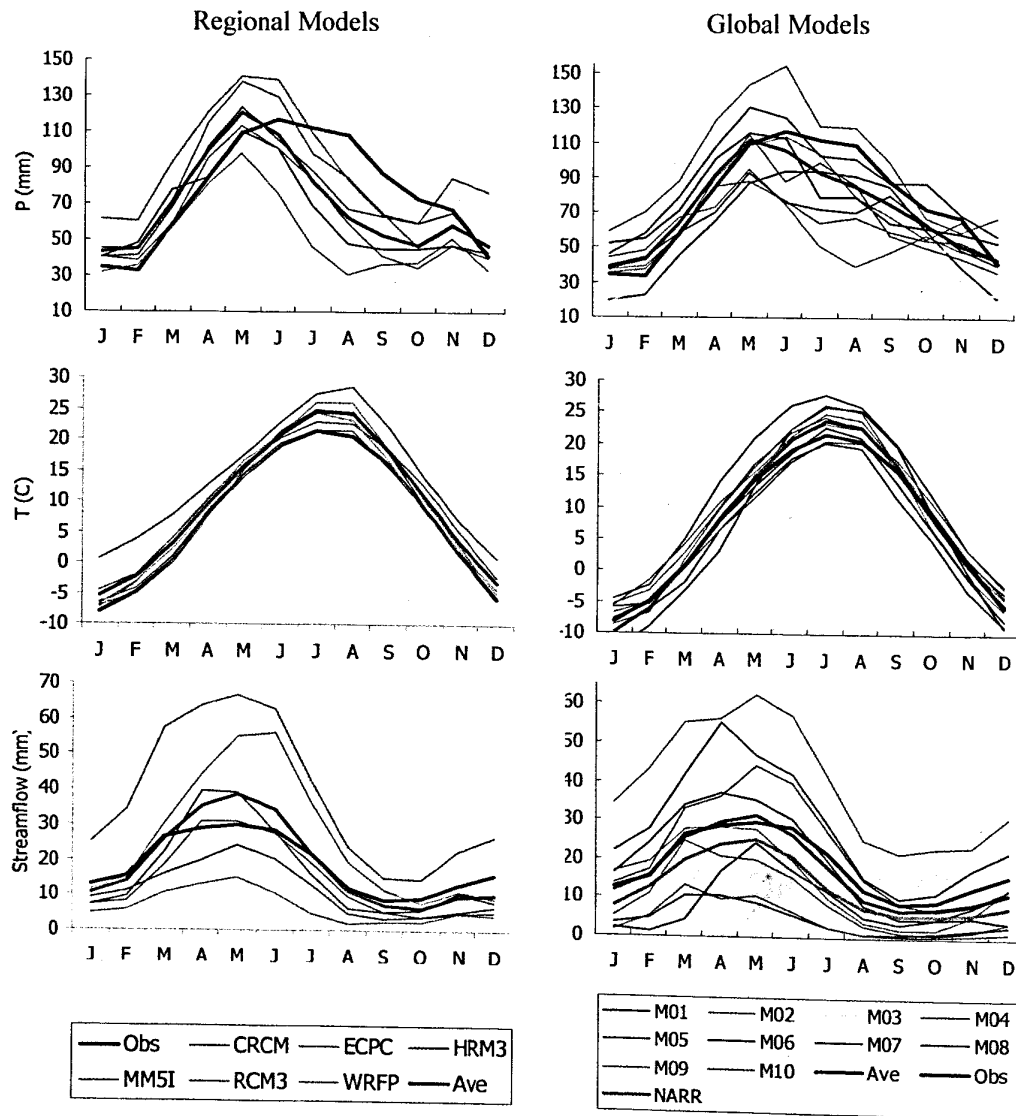 Regional Models
Global Models
P (mm)
150
130
110
90
70
50
30
10
J F M A M J J A S O N D
150
130
110
90
70
50
30
10
J F M A M J J A S O N D
T (C)
30
25
20
15
10
5
0
-5
-10
J F M A M J J A S O N D
30
25
20
15
10
5
0
-5
-10
J F M A M J J A S O N D
Streamflow (mm)
70
60
50
40
30
20
10
0
J F M A M J J A S O N D
50
50
40
30
20
10
0
J F M A M J J A S O N D
Obs CRCM ECPC HRM3
MM5I RCM3 WRFP Ave
M01 M02 M03 M04
M05 M06 M07 M08
M09 M10 Ave Obs
NARR